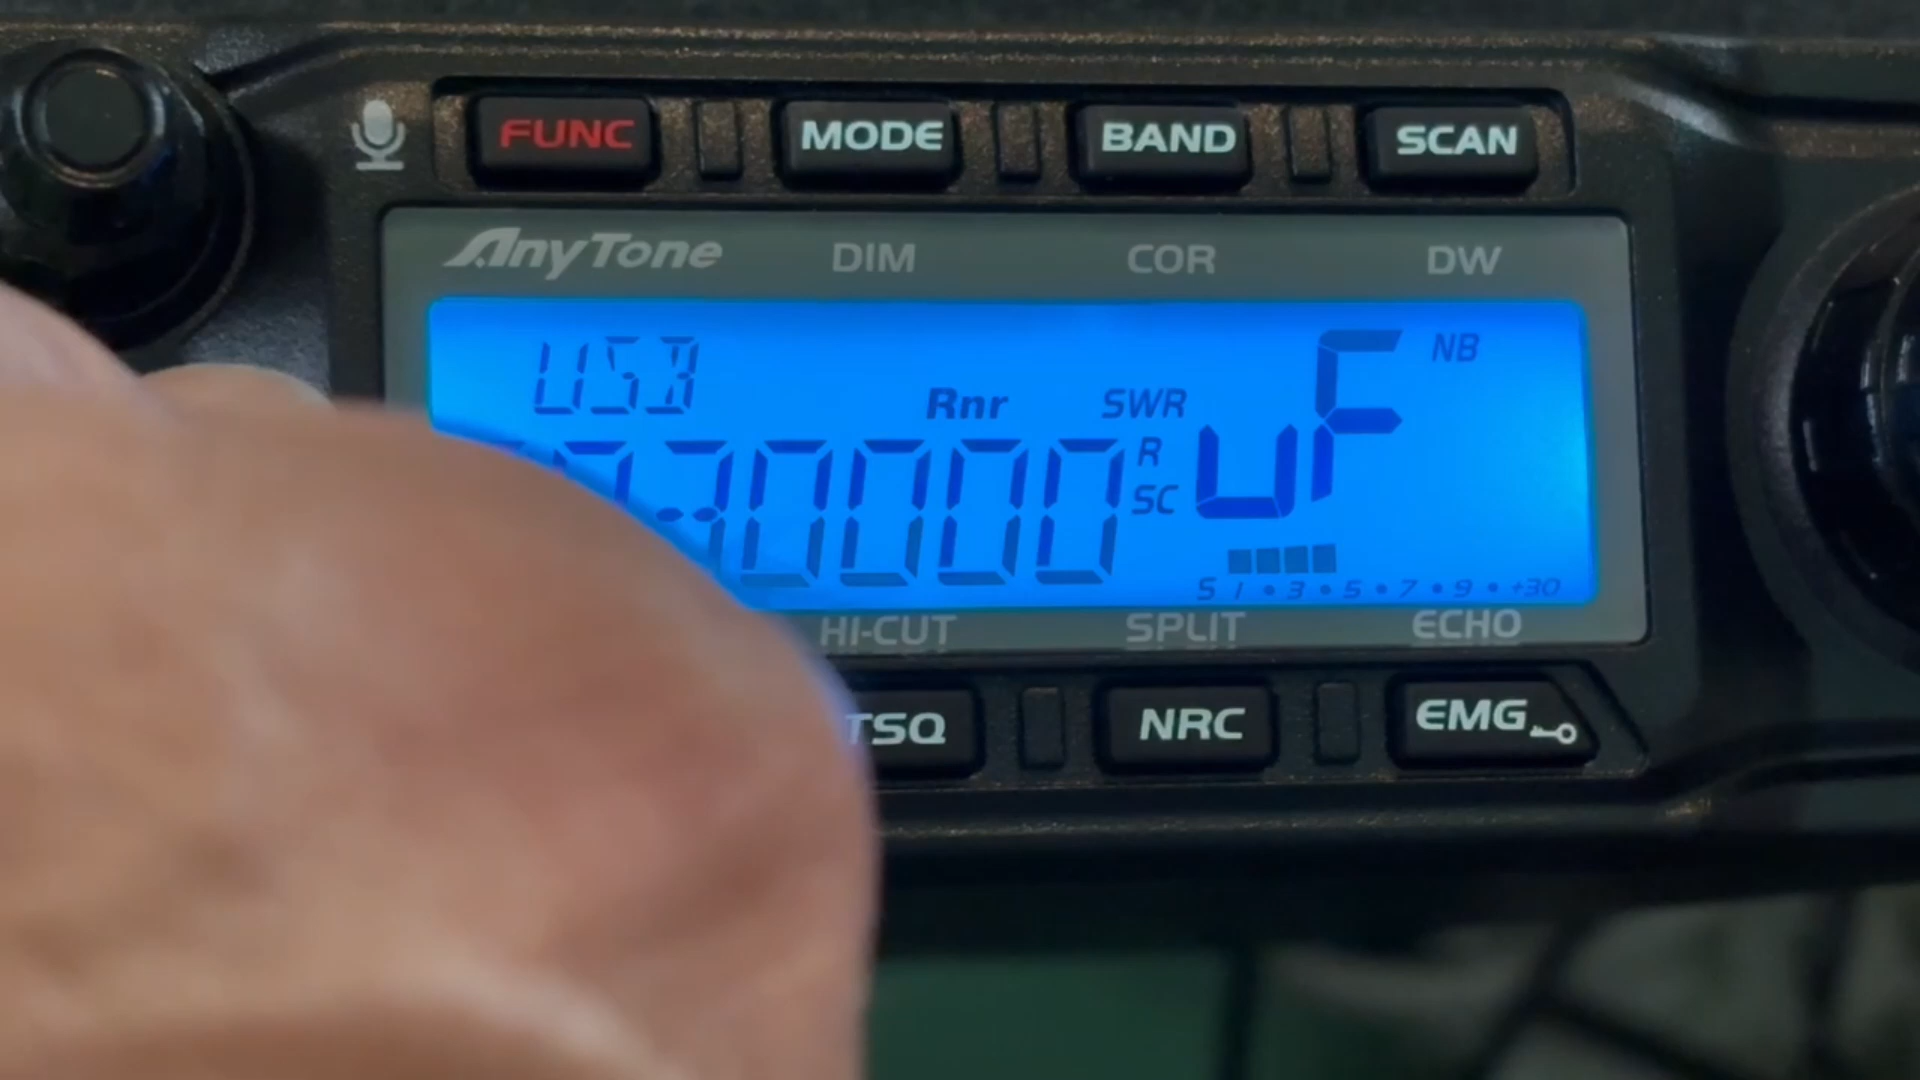 FUNC MODE BAND SCAN
AnyTone DIM COR DW
USB
Rnr SWR
R
SC
uF
NB
0000
S 1 • 3 • 5 • 7 • 9 • +30
HI-CUT SPLIT ECHO
TSQ NRC EMG